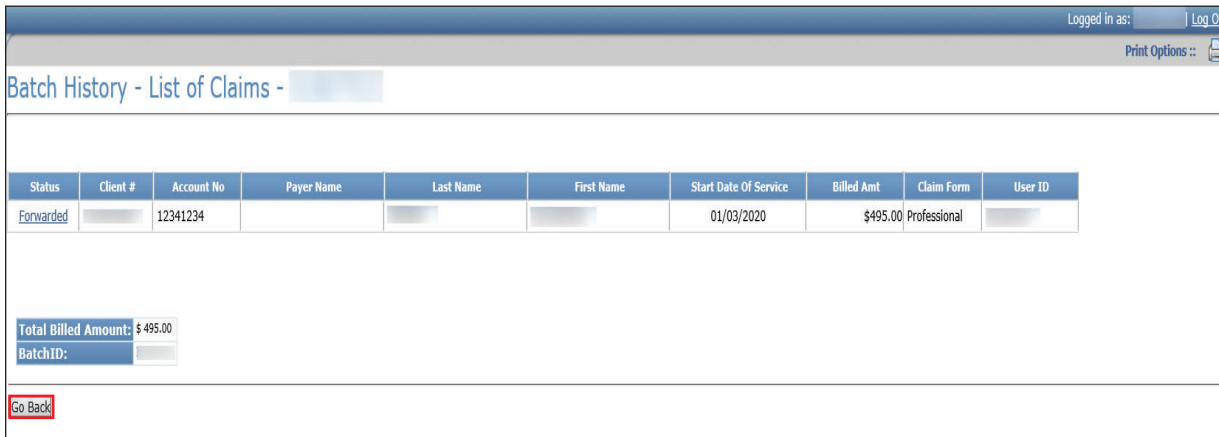 Logged in as: | Log O
Print Options ::
Batch History - List of Claims -
Status Client # Account No Payer Name Last Name First Name Start Date Of Service Billed Amt Claim Form User ID
Forwarded 12341234 01/03/2020 $495.00 Professional
Total Billed Amount: $ 495.00
BatchID:
Go Back